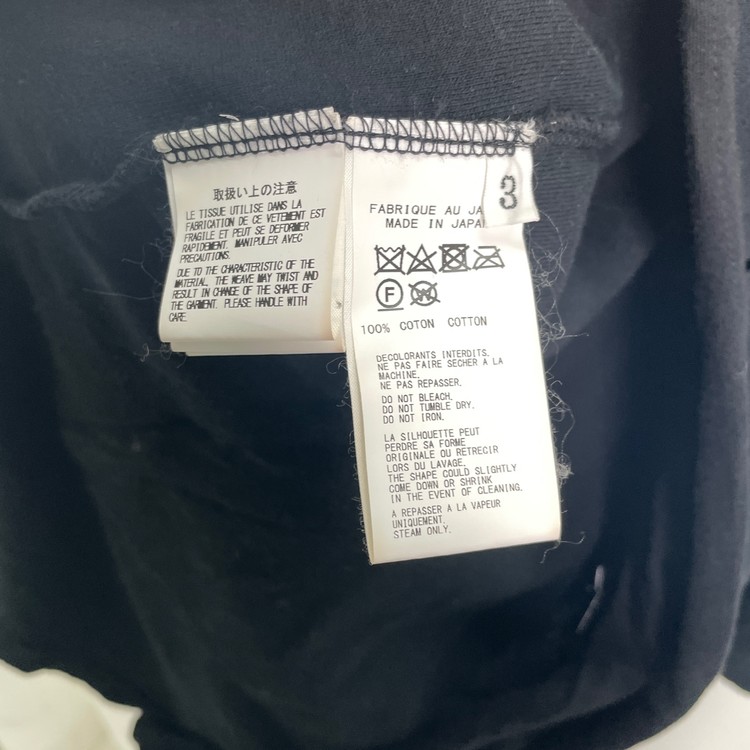 取扱い上の注意
LE TISSUE UTILISE DANS LA
FABRICATION DE CE VETEMENT EST
FRAGILE ET PEUT SE DEFORMER
RAPIDEMENT. MANIPULER AVEC
PRECAUTIONS.
DUE TO THE CHARACTERISTIC OF THE
MATERIAL, THE WEAVE MAY TWIST AND
RESULT IN CHANGE OF THE SHAPE OF
THE GARMENT. PLEASE HANDLE WITH
CARE.
3
FABRIQUE AU JA
MADE IN JAPAN
F
W
100% COTON COTTON
DECOLORANTS INTERDITS.
NE PAS FAIRE SECHER A LA
MACHINE.
NE PAS REPASSER.
DO NOT BLEACH.
DO NOT TUMBLE DRY.
DO NOT IRON.
LA SILHOUETTE PEUT
PERDRE SA FORME
ORIGINALE OU RETRECIR
LORS DU LAVAGE.
THE SHAPE COULD SLIGHTLY
COME DOWN OR SHRINK
IN THE EVENT OF CLEANING.
A REPASSER A LA VAPEUR
UNIQUEMENT.
STEAM ONLY.